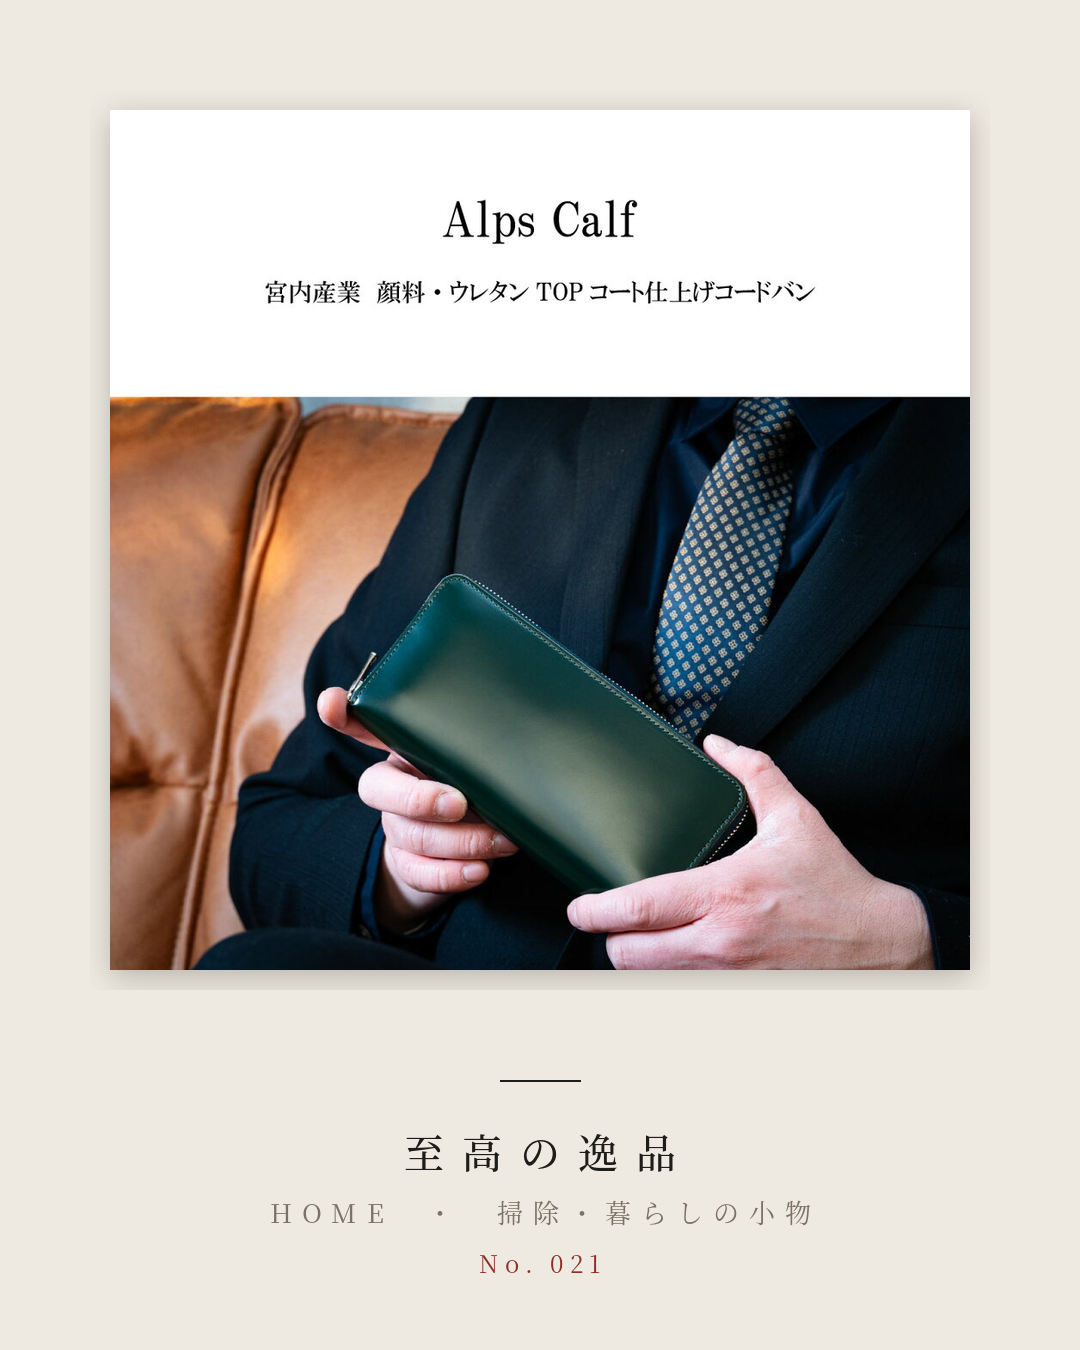 Alps Calf
宮内産業 顔料・ウレタン TOP コート仕上げコードバン
至高の逸品
HOME ・ 掃除・暮らしの小物
No. 021